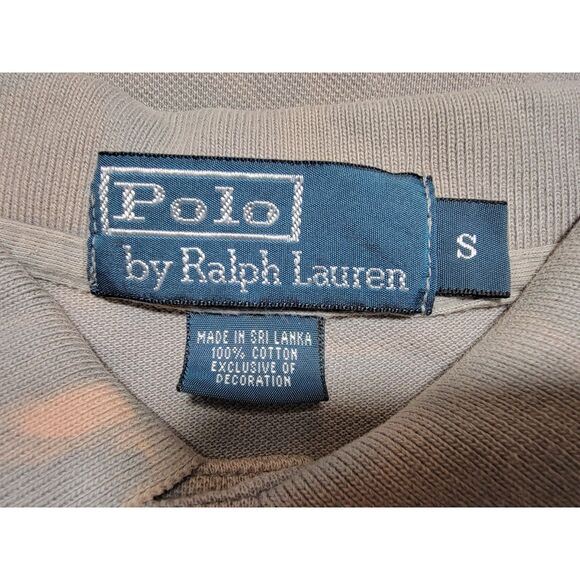 Polo
by Ralph Lauren
S
MADE IN SRI LANKA
100% COTTON
EXCLUSIVE OF
DECORATION